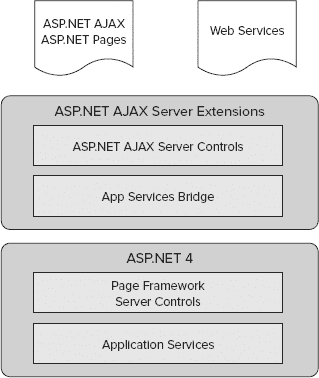 ASP.NET AJAX
ASP.NET Pages
Web Services
ASP.NET AJAX Server Extensions
ASP.NET AJAX Server Controls
App Services Bridge
ASP.NET 4
Page Framework
Server Controls
Application Services